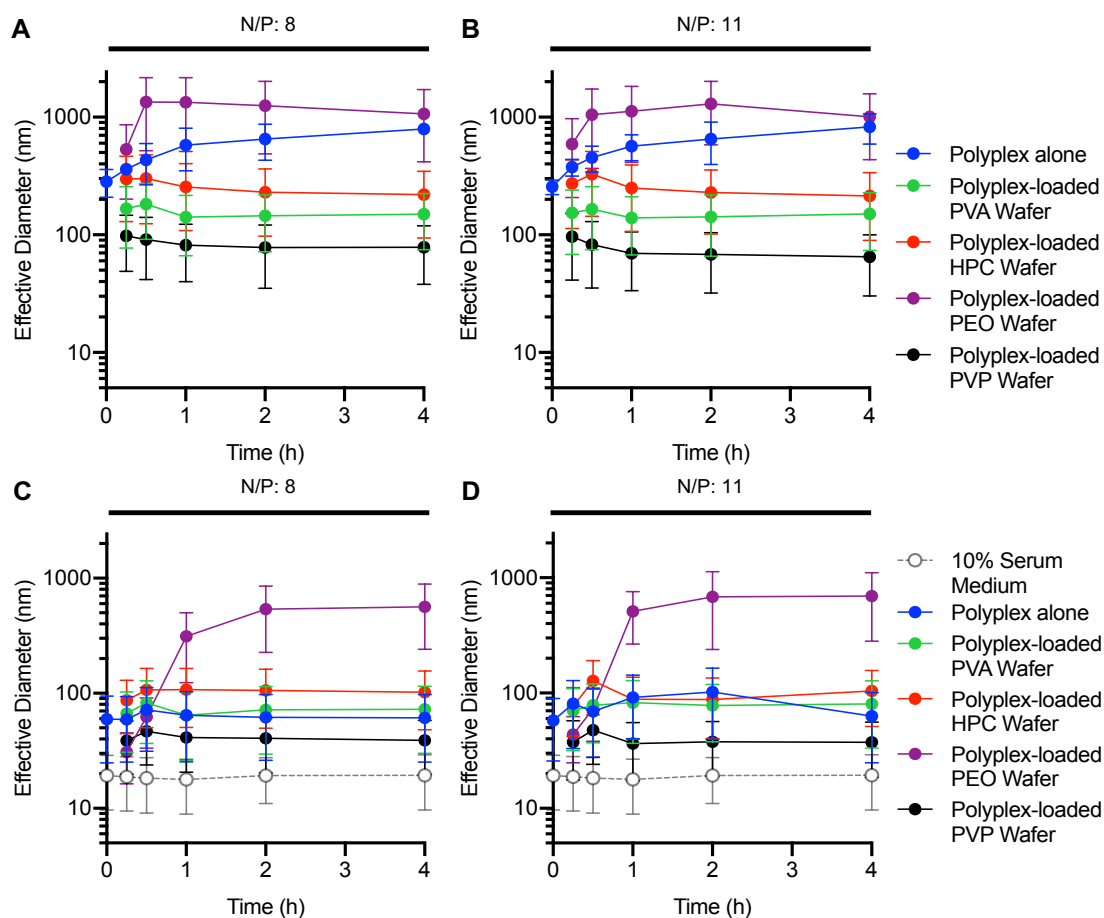 A
N/P: 8
Effective Diameter (nm)
1000
100
10
0
1
2
3
4
Time (h)
B
N/P: 11
Effective Diameter (nm)
1000
100
10
0
1
2
3
4
Time (h)
Polyplex alone
Polyplex-loaded
PVA Wafer
Polyplex-loaded
HPC Wafer
Polyplex-loaded
PEO Wafer
Polyplex-loaded
PVP Wafer
C
N/P: 8
Effective Diameter (nm)
1000
100
10
0
1
2
3
4
Time (h)
D
N/P: 11
Effective Diameter (nm)
1000
100
10
0
1
2
3
4
Time (h)
10% Serum
Medium
Polyplex alone
Polyplex-loaded
PVA Wafer
Polyplex-loaded
HPC Wafer
Polyplex-loaded
PEO Wafer
Polyplex-loaded
PVP Wafer